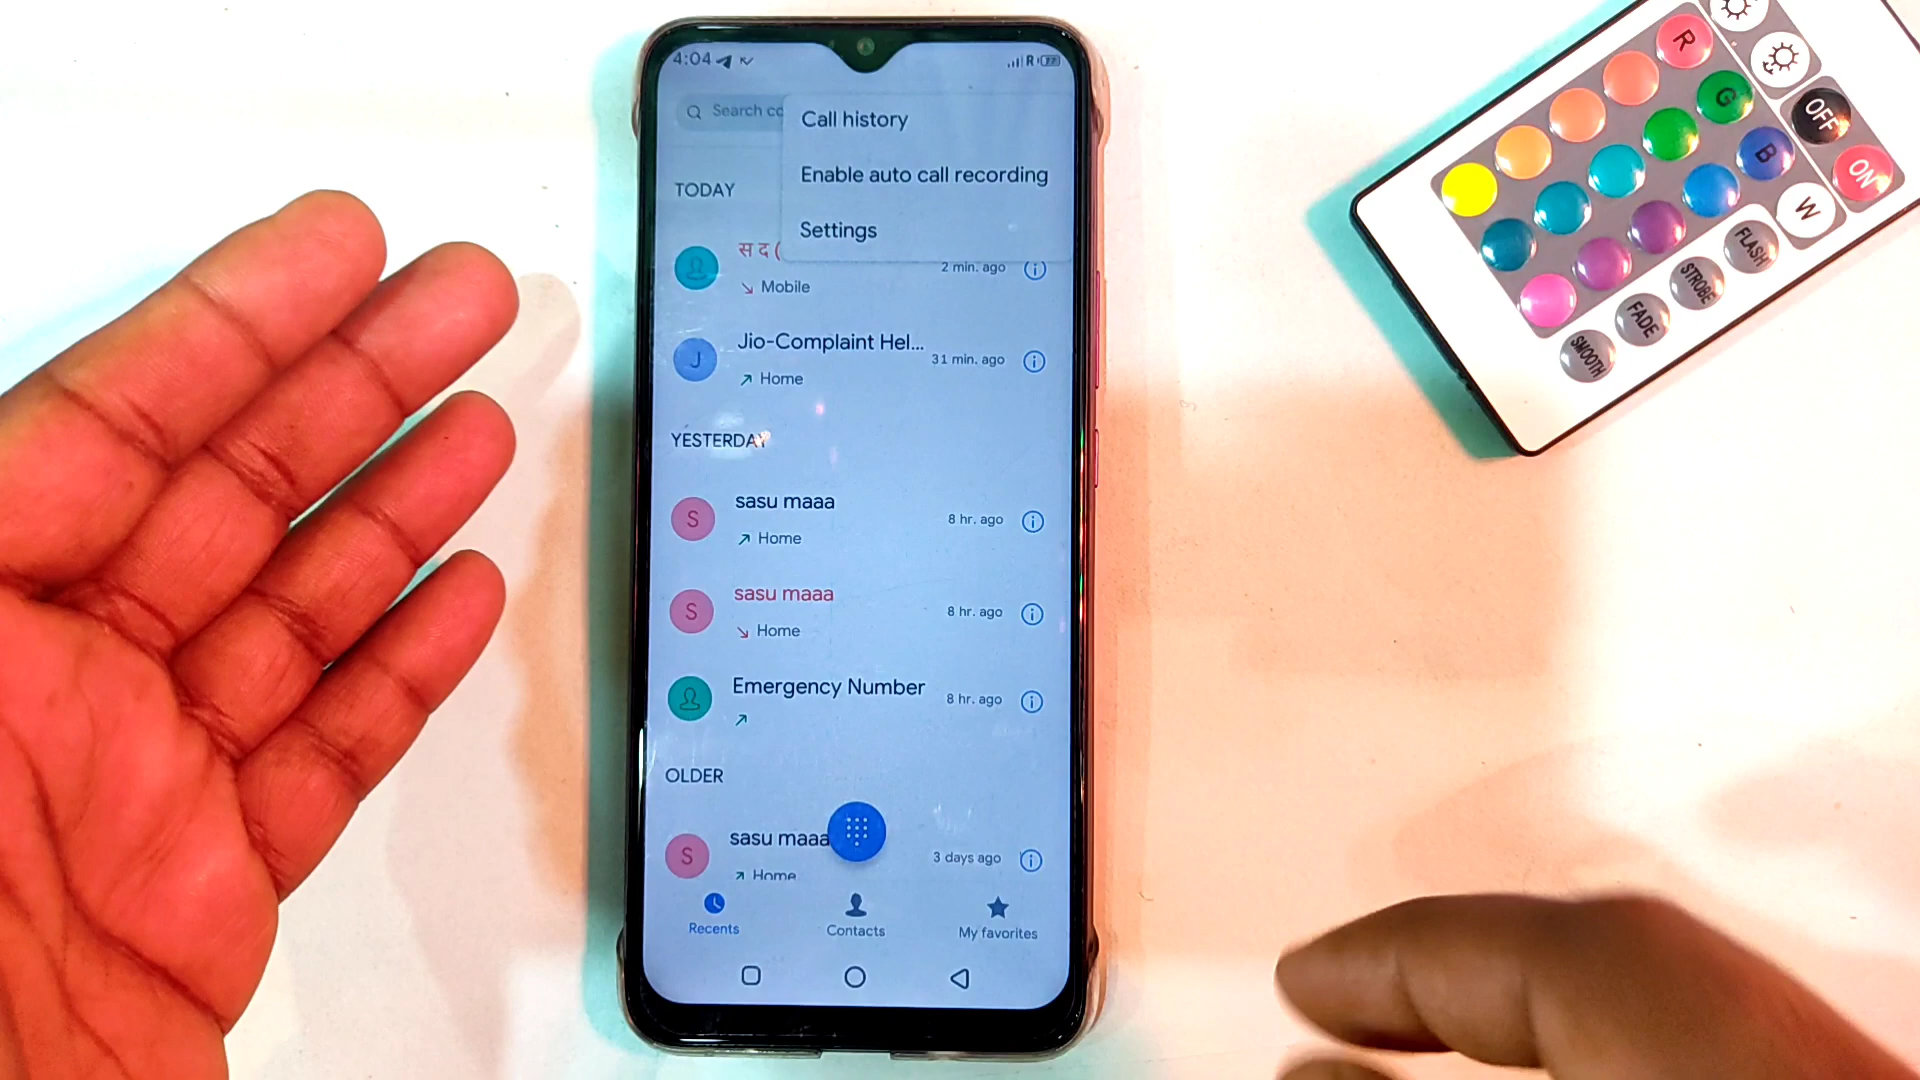 4:04
R 22
Search cc
Call history
Enable auto call recording
Settings
TODAY
स द (
2 min. ago
Mobile
J
Jio-Complaint Hel...
31 min. ago
Home
YESTERDAY
S
sasu maaa
8 hr. ago
Home
S
sasu maaa
8 hr. ago
Home
Emergency Number
8 hr. ago
OLDER
S
sasu maaa
3 days ago
Home
Recents
Contacts
My favorites
R
G
B
W
OFF
ON
FLASH
STROBE
FADE
SMOOTH